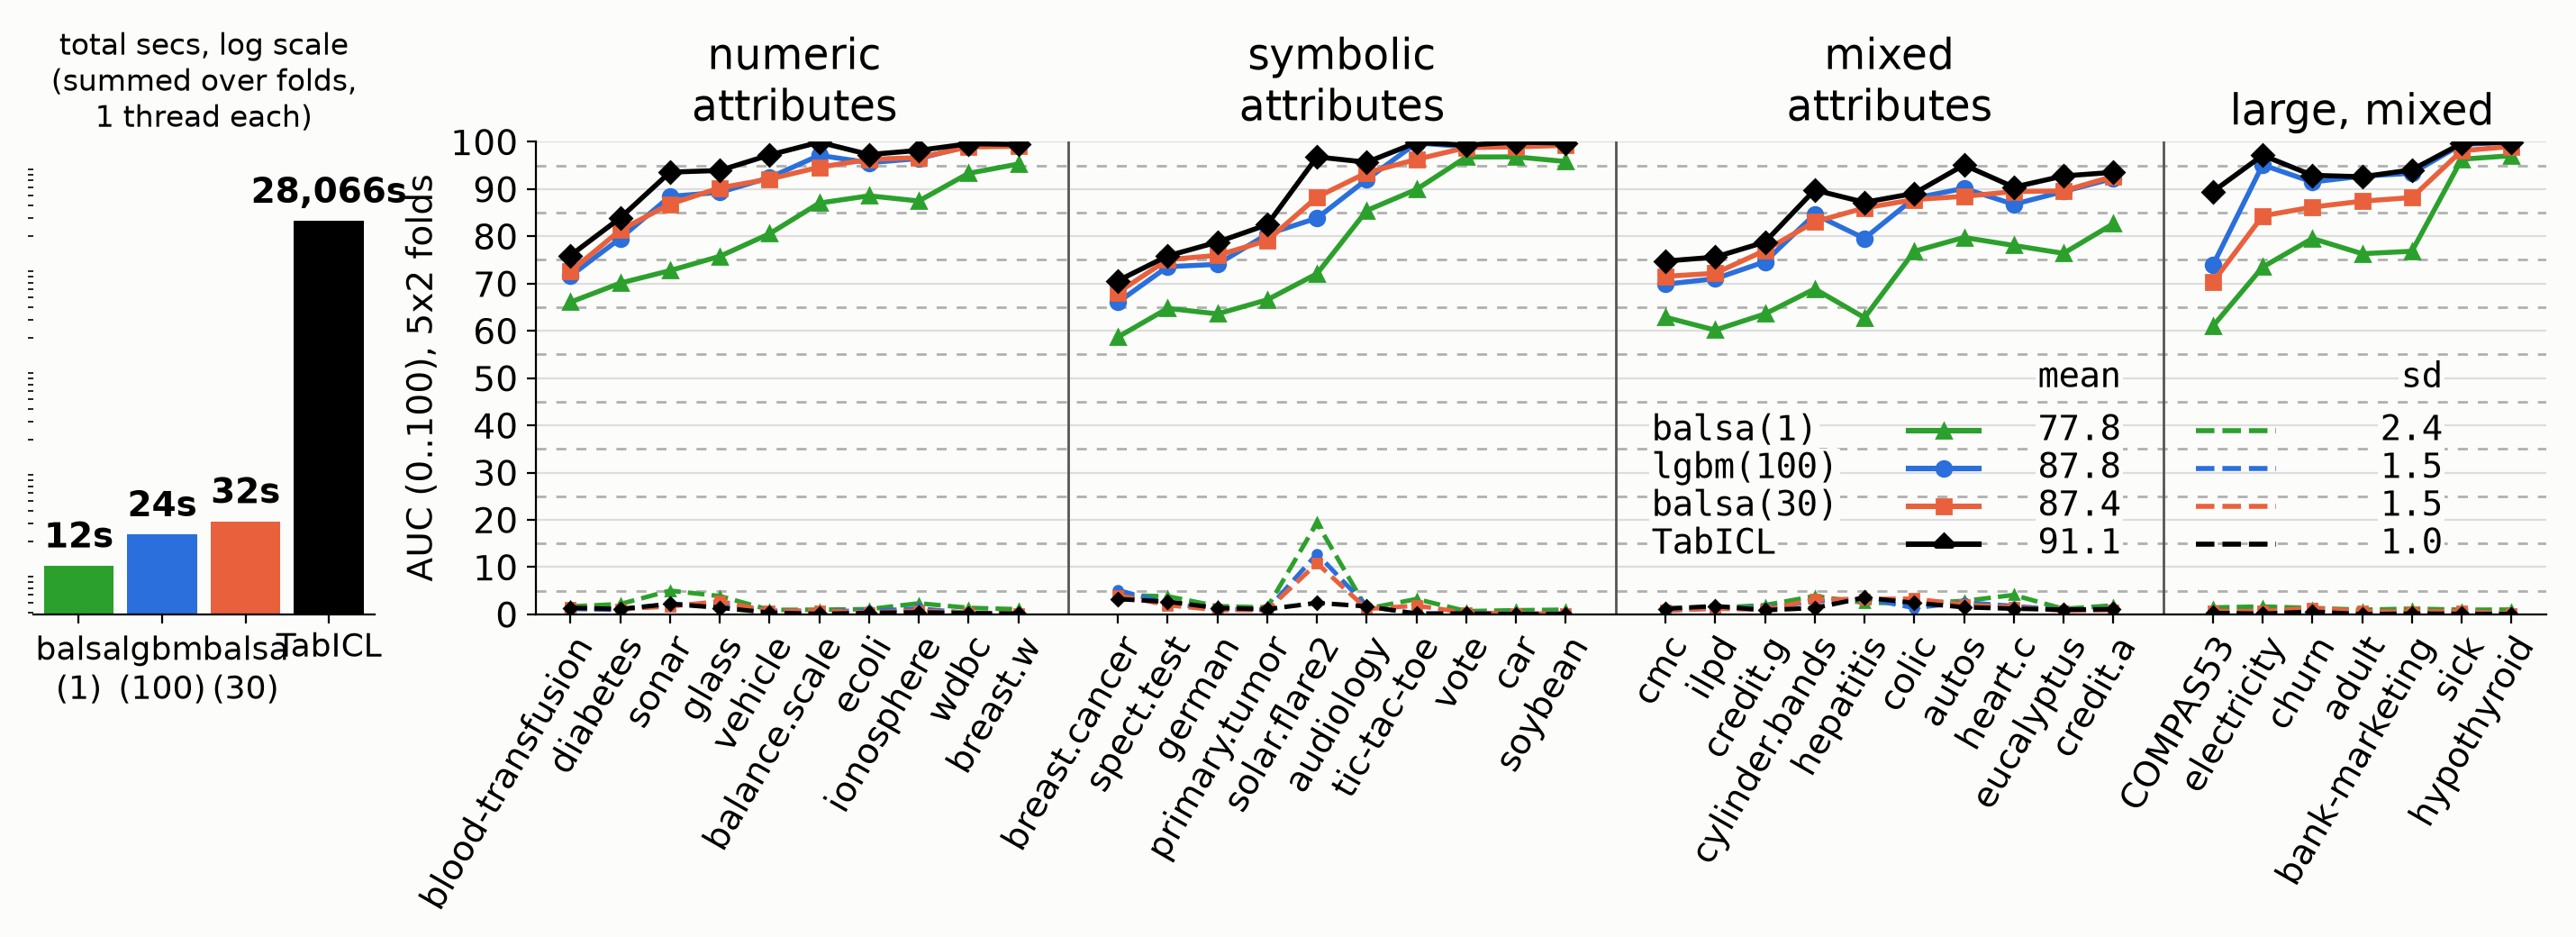 total secs, log scale
(summed over folds,
1 thread each)
28,066s
12s
24s
32s
balsa
(1)
lgbm
(100)
balsa
(30)
TabICL
AUC (0..100), 5x2 folds
100
90
80
70
60
50
40
30
20
10
0
numeric
attributes
symbolic
attributes
mixed
attributes
large, mixed
mean sd
balsa(1) 77.8 2.4
lgbm(100) 87.8 1.5
balsa(30) 87.4 1.5
TabICL 91.1 1.0
blood-transfusion
diabetes
sonar
glass
vehicle
balance.scale
ecoli
ionosphere
wdbc
breast.w
breast.cancer
spect.test
german
primary.tumor
solar.flare2
audiology
tic-tac-toe
vote
car
soybean
cmc
ilpd
credit.g
cylinder.bands
hepatitis
colic
autos
heart.c
eucalyptus
credit.a
COMPAS53
electricity
churn
adult
bank-marketing
sick
hypothyroid